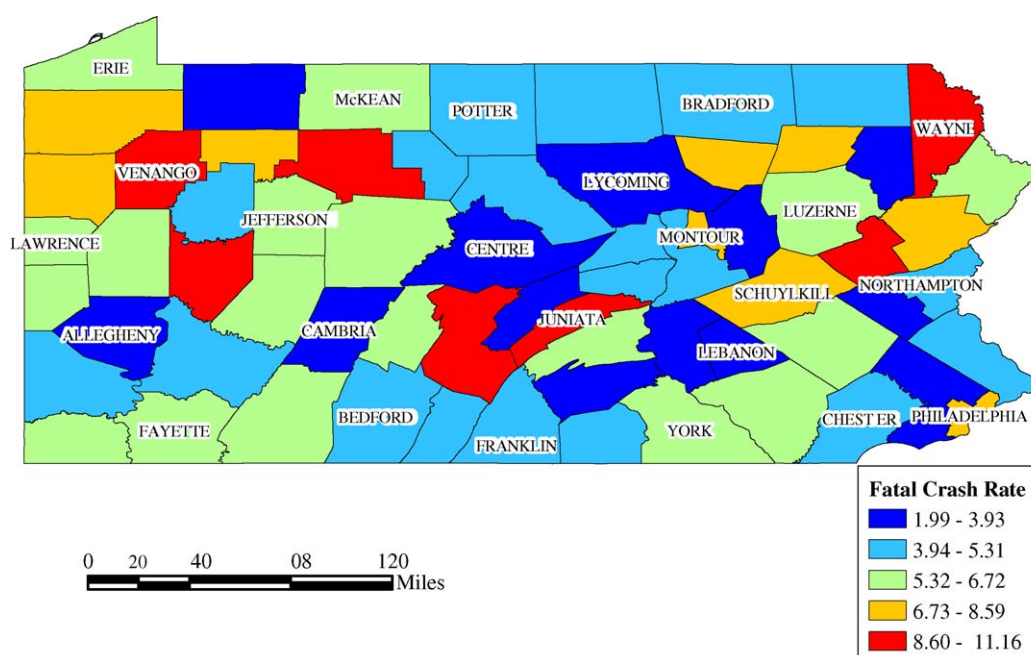 ERIE
McKEAN
POTTER
BRADFORD
WAYNE
VENANGO
LYCOMING
JEFFERSON
LUZERNE
LAWRENCE
CENTRE
MONTOUR
SCHUYLKILL
NORTHAMPTON
ALLEGHENY
CAMBRIA
JUNIATA
LEBANON
BEDFORD
CHESTER
PHILADELPHIA
FAYETTE
FRANKLIN
YORK
Fatal Crash Rate
1.99 - 3.93
3.94 - 5.31
5.32 - 6.72
6.73 - 8.59
8.60 - 11.16
0 20 40 08 120
Miles